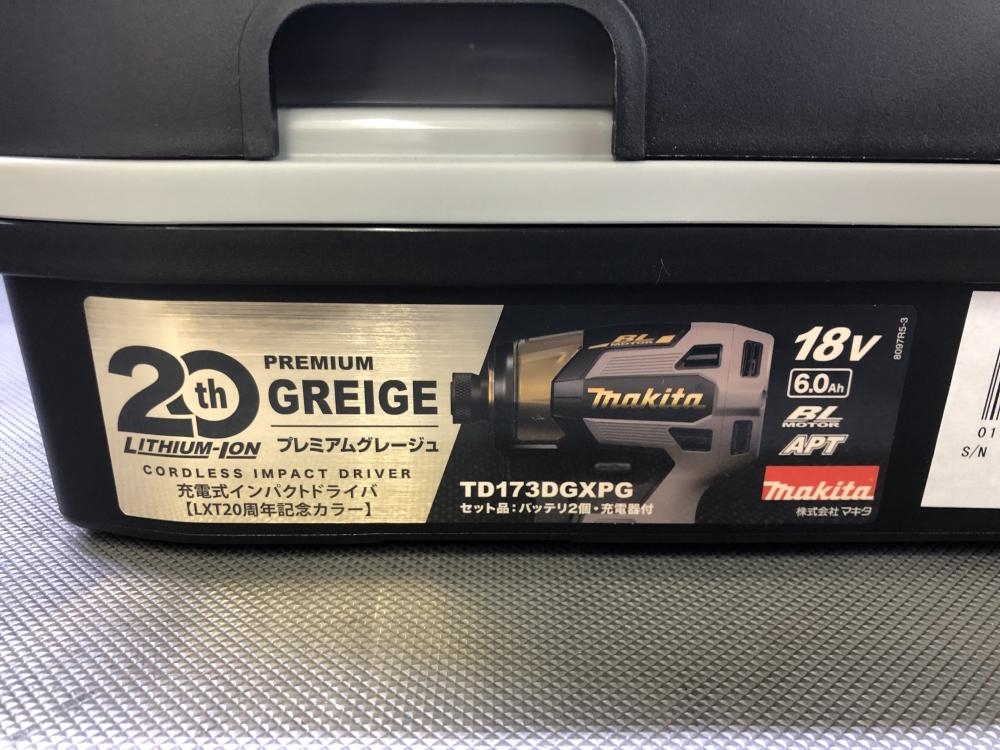 20th
LITHIUM-ION
PREMIUM
GREIGE
プレミアムグレージュ
CORDLESS IMPACT DRIVER
充電式インパクトドライバ
【LXT20周年記念カラー】
BL
MOTOR
makita
TD173DGXPG
セット品：バッテリ2個・充電器付
18V
6.0Ah
BL
MOTOR
APT
makita
株式会社 マキタ
8097R5-3
01
S/N